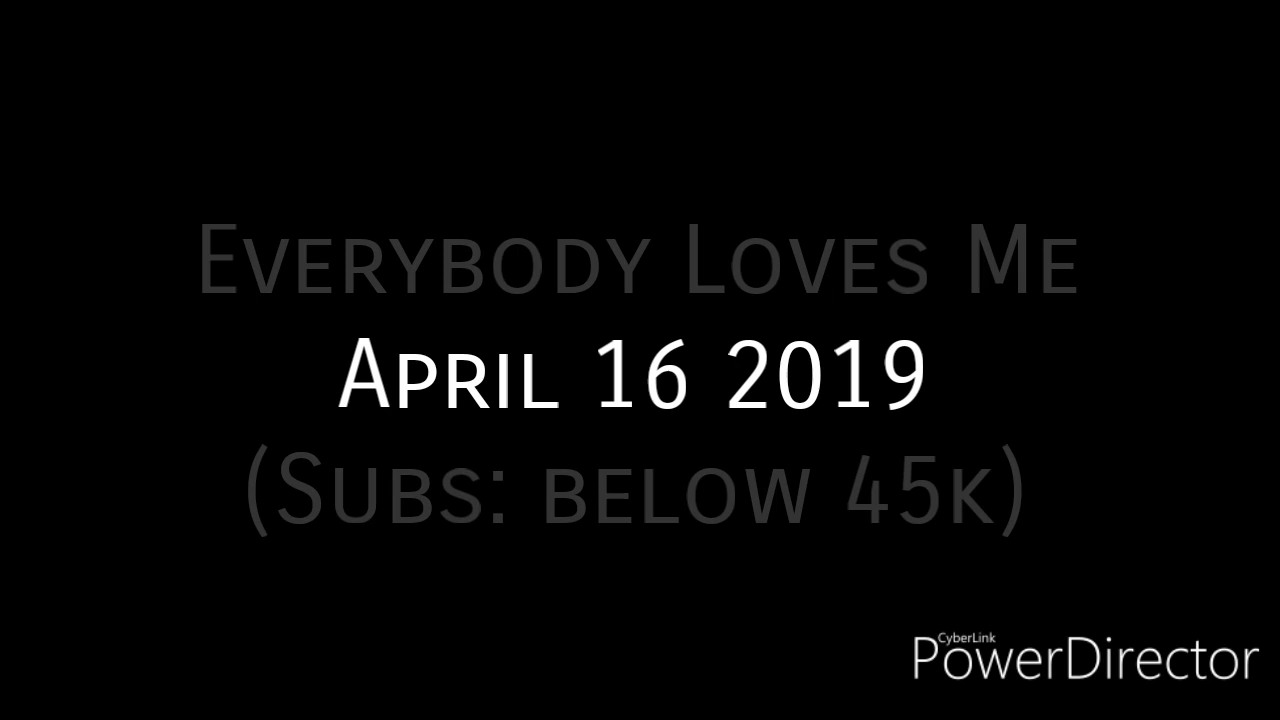 Everybody Loves Me
April 16 2019
(Subs: below 45k)
CyberLink
PowerDirector